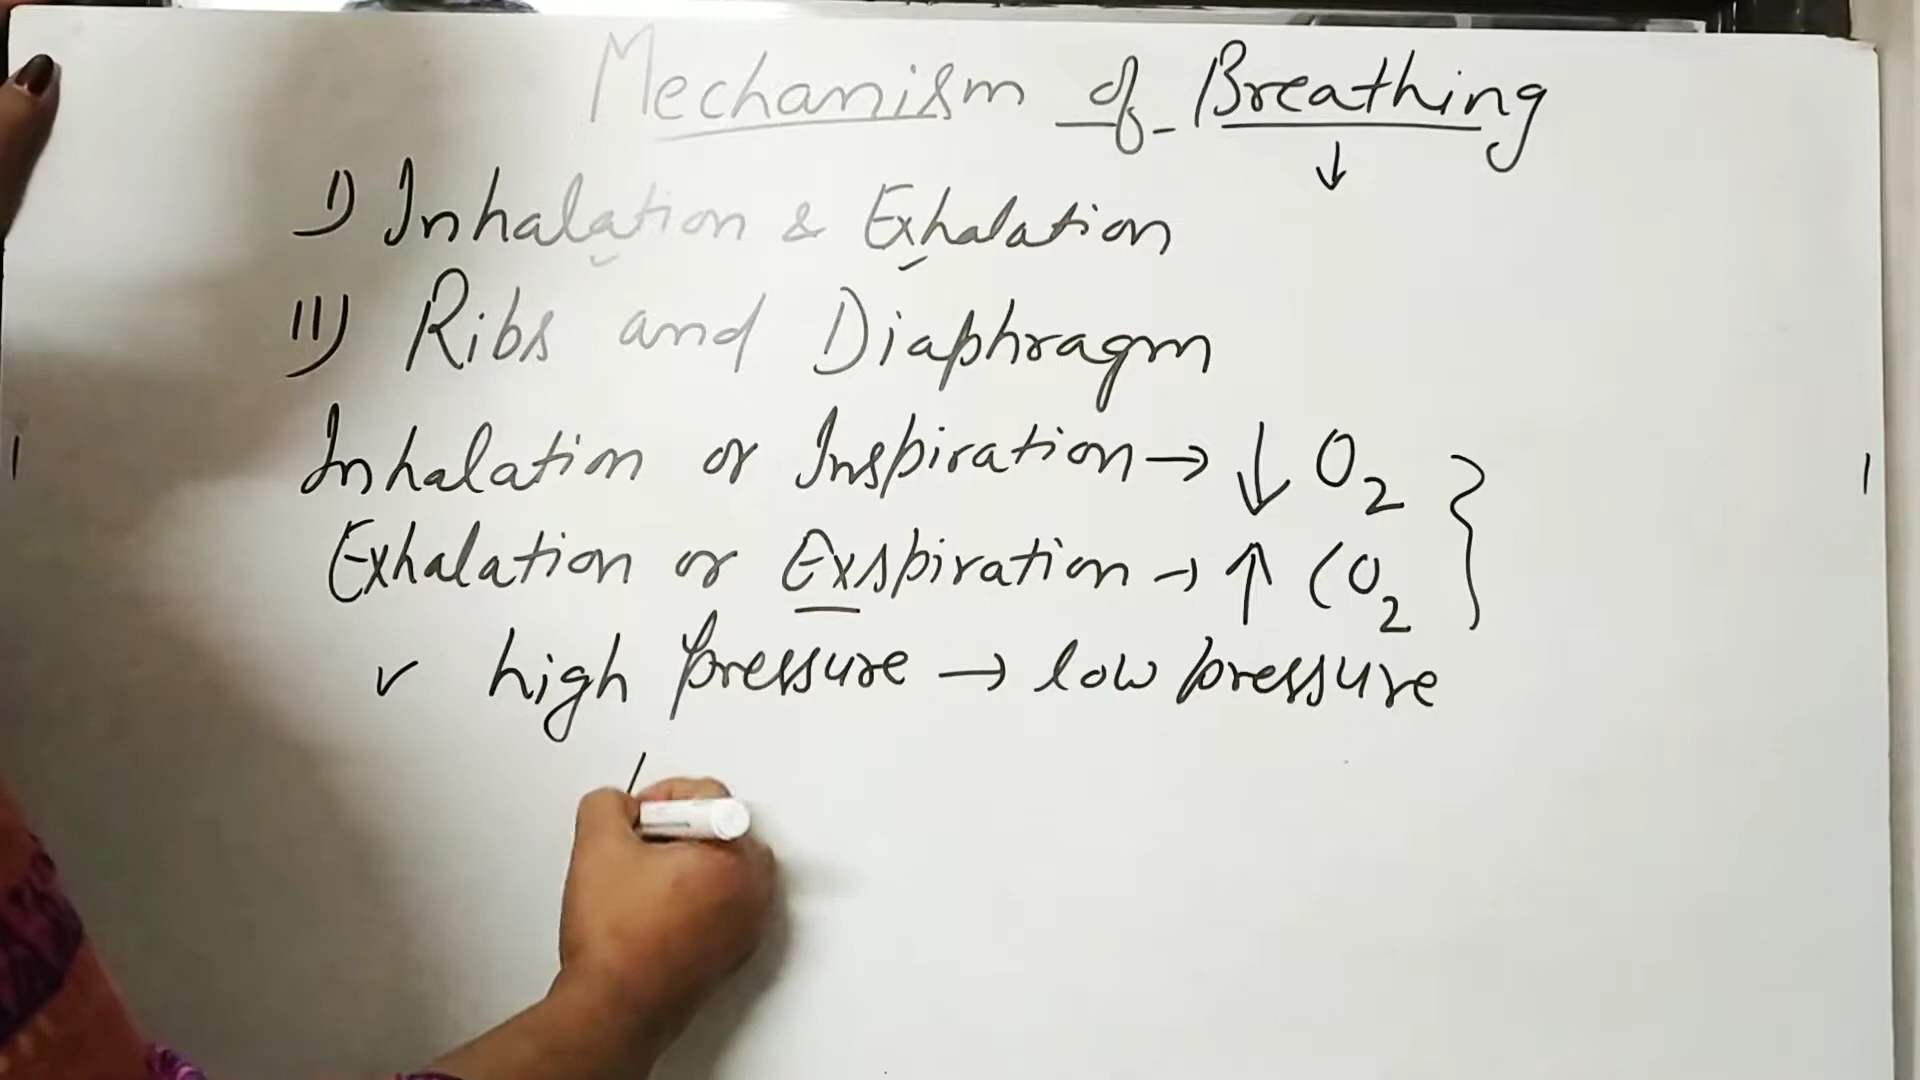 Mechanism of Breathing
↓
I) Inhalation & Exhalation
II) Ribs and Diaphragm
Inhalation or Inspiration → ↓ O2
Exhalation or Exspiration → ↑ CO2
✓ high pressure → low pressure